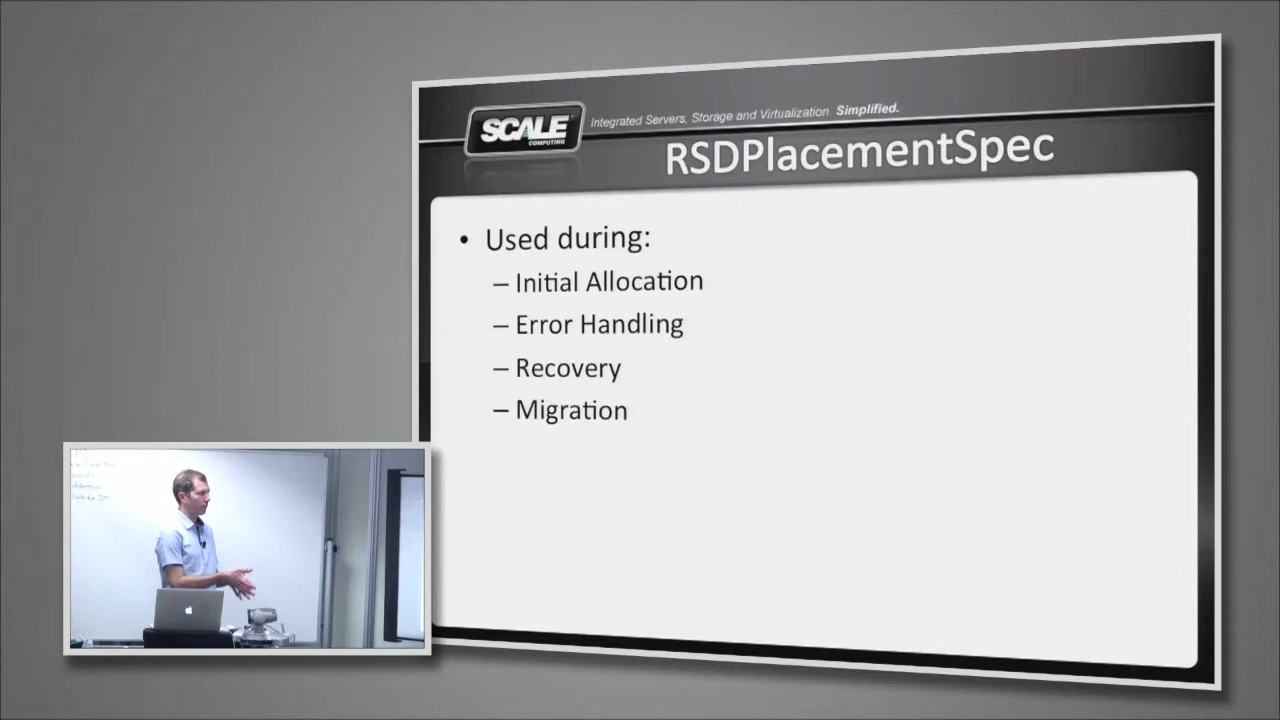 SCALE
COMPUTING
Integrated Servers, Storage and Virtualization. Simplified.
RSDPlacementSpec
• Used during:
– Initial Allocation
– Error Handling
– Recovery
– Migration